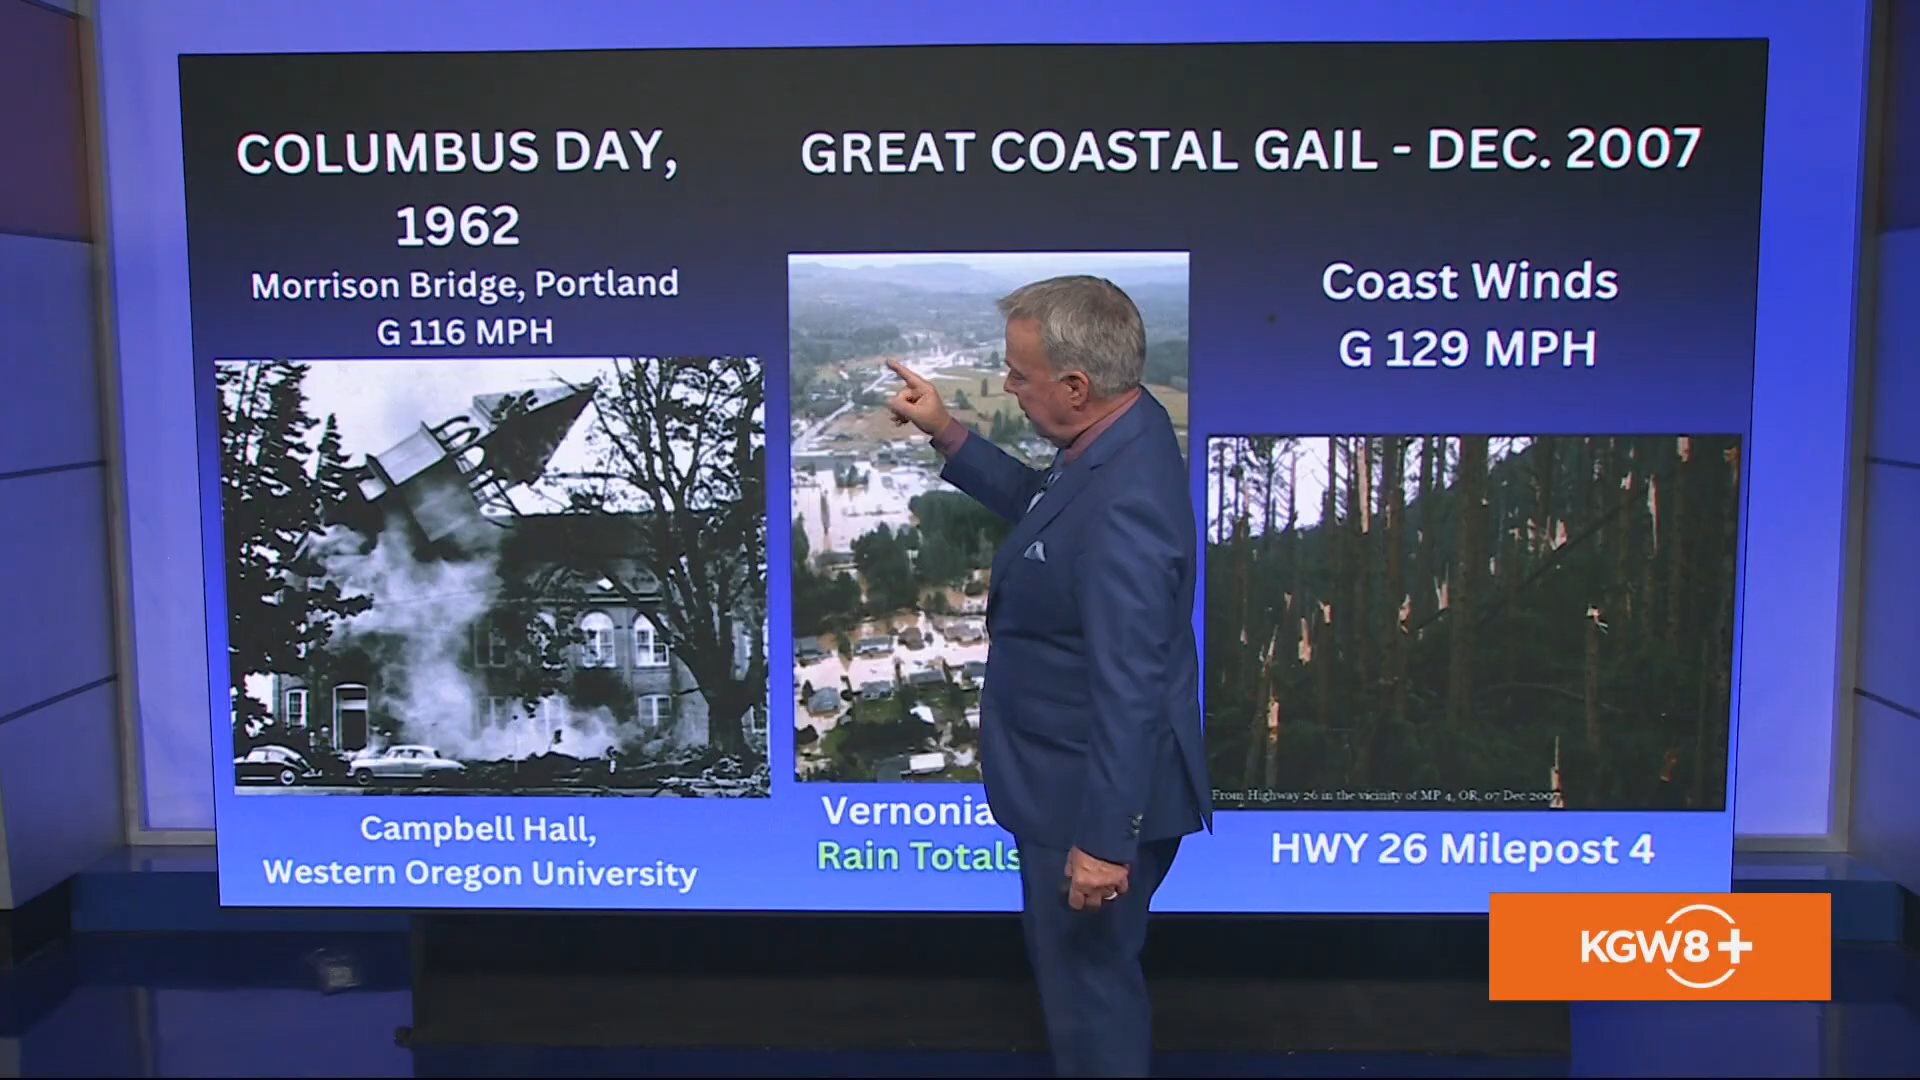 COLUMBUS DAY,
1962
Morrison Bridge, Portland
G 116 MPH
Campbell Hall,
Western Oregon University
GREAT COASTAL GAIL - DEC. 2007
Vernonia
Rain Totals
Coast Winds
G 129 MPH
From Highway 26 in the vicinity of MP 4, OR, 07 Dec 2007
HWY 26 Milepost 4
KGW8+